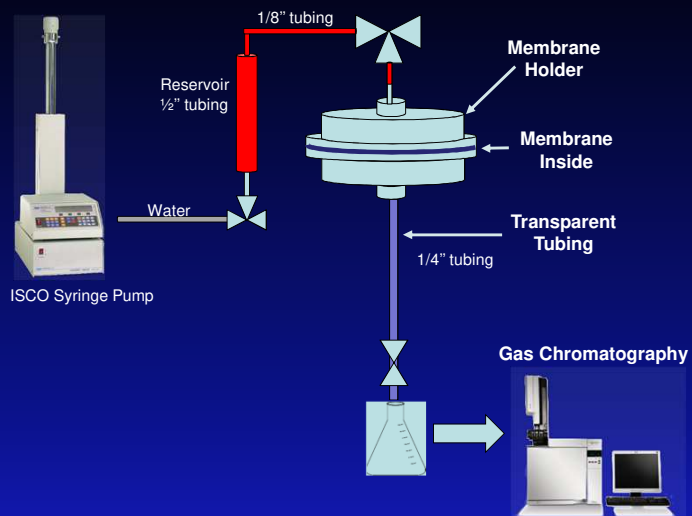 1/8” tubing
Reservoir
½” tubing
Membrane
Holder
Membrane
Inside
Water
Transparent
Tubing
1/4” tubing
ISCO Syringe Pump
Gas Chromatography